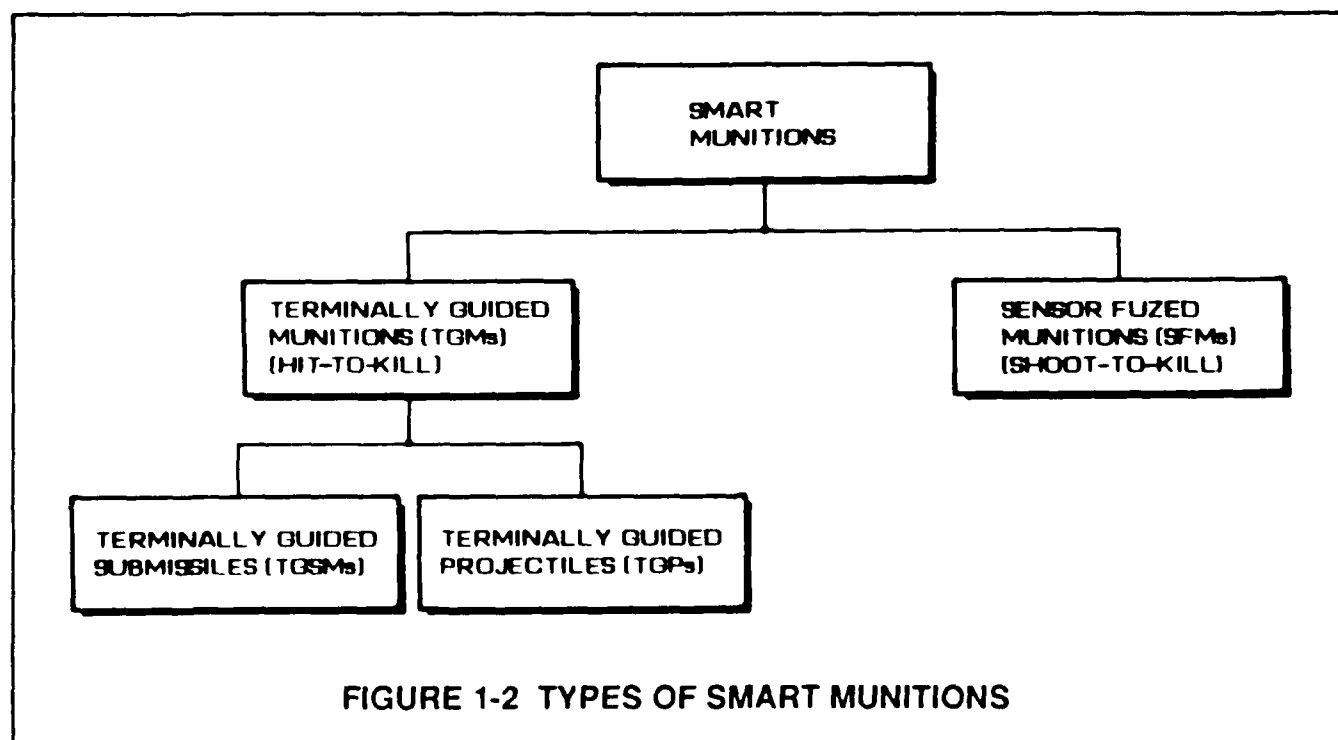 SMART
MUNITIONS
TERMINALLY GUIDED
MUNITIONS (TGMs)
(HIT-TO-KILL)
SENSOR FUZED
MUNITIONS (SFMs)
(SHOOT-TO-KILL)
TERMINALLY GUIDED
SUBMISSILES (TGSMs)
TERMINALLY GUIDED
PROJECTILES (TGPs)
FIGURE 1-2 TYPES OF SMART MUNITIONS